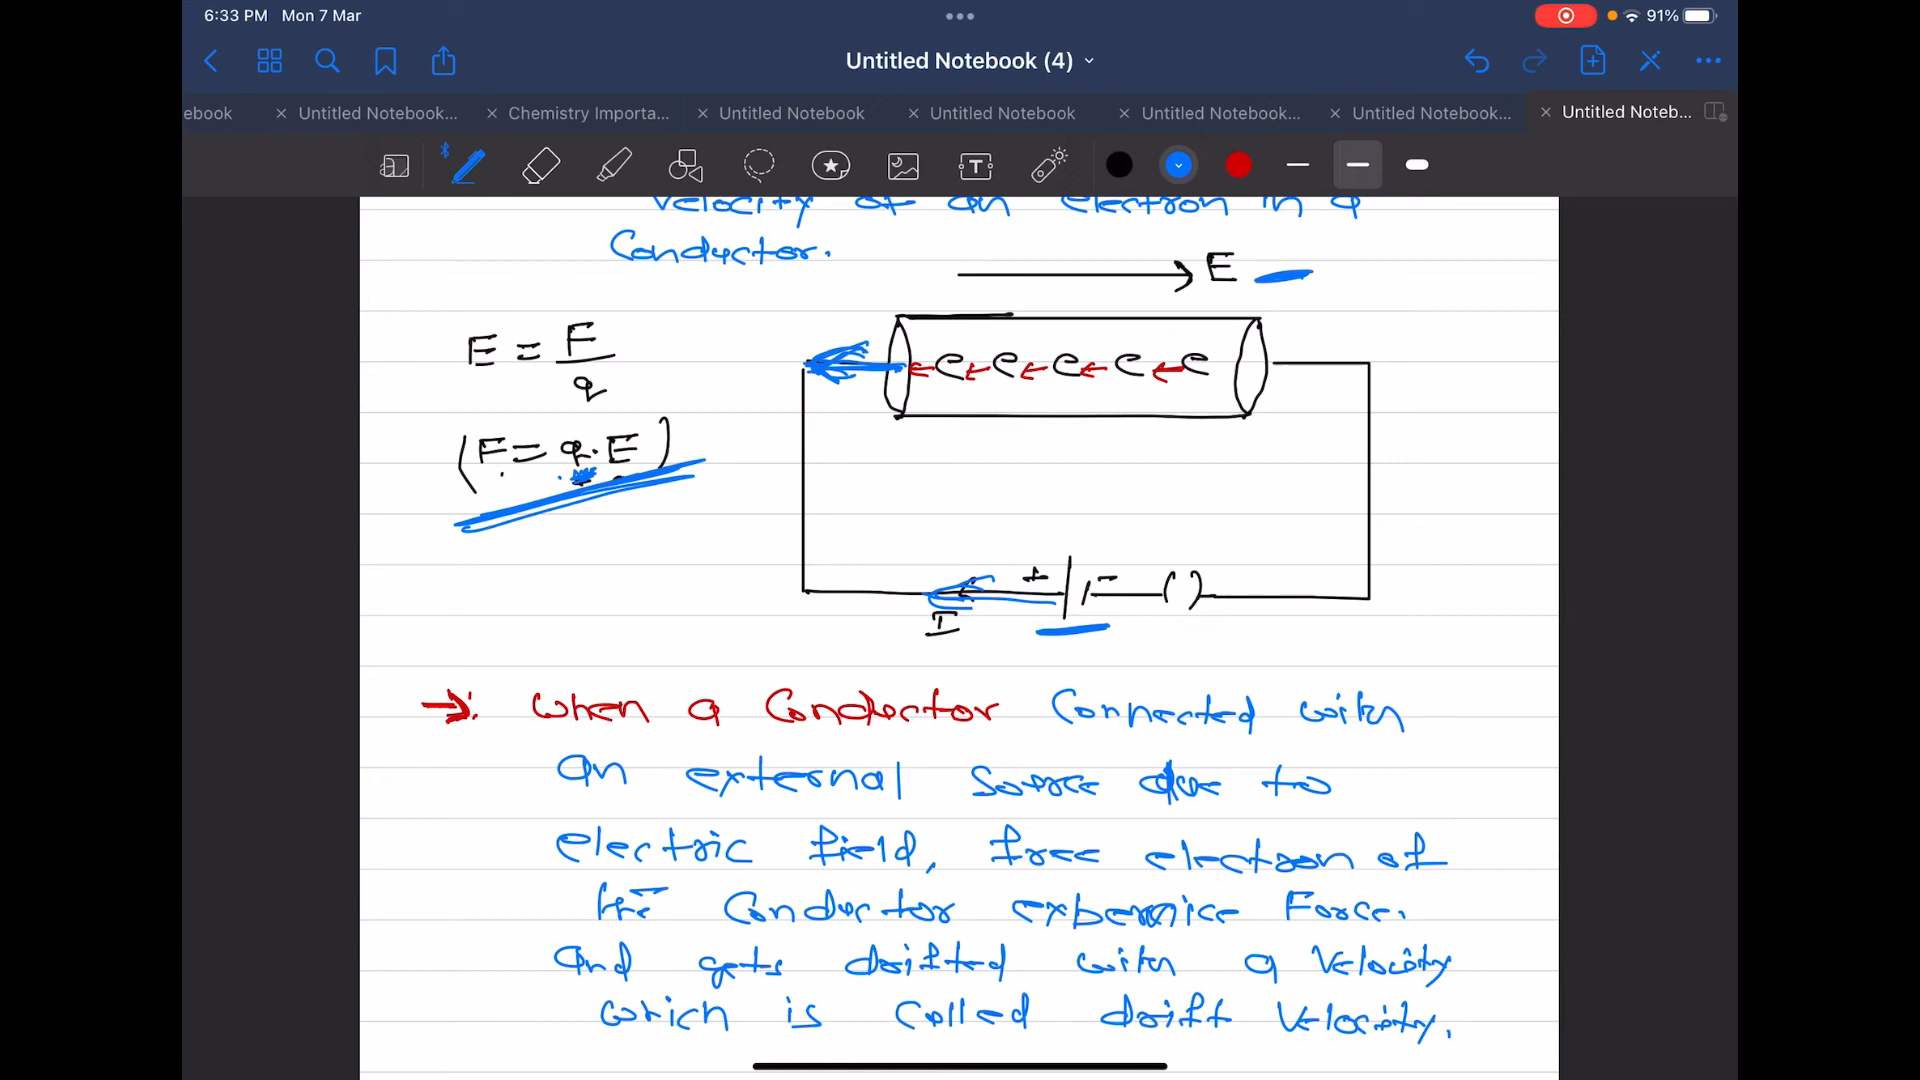 6:33 PM Mon 7 Mar
91%
Untitled Notebook (4)
ebook
Untitled Notebook...
Chemistry Importa...
Untitled Notebook
Untitled Notebook
Untitled Notebook...
Untitled Notebook...
Untitled Noteb...
velocity of an electron in a
Conductor.
E
E = F/q
(F = q.E)
e e e e e
+ -
( )
I
→: when a Conductor Connected with
an external Source due to
electric field, free electron of
the Conductor expernice Force.
and gets drifted with a velocity
which is called drift velocity.